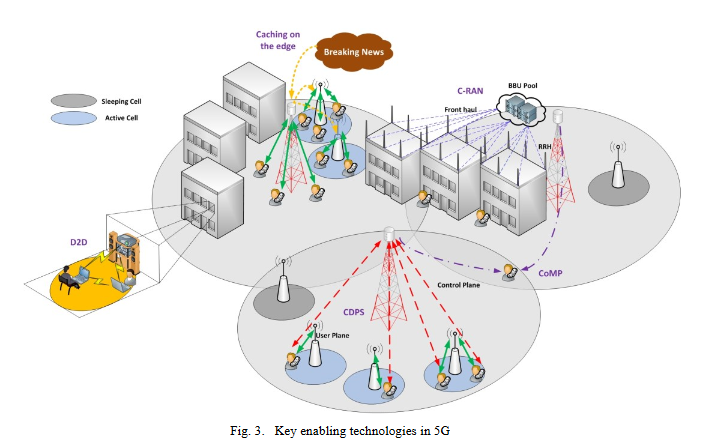 Caching on
the edge
Breaking News
C-RAN
BBU Pool
Sleeping Cell
Active Cell
Front haul
RRH
D2D
CoMP
Control Plane
CDPS
User Plane
Fig. 3. Key enabling technologies in 5G